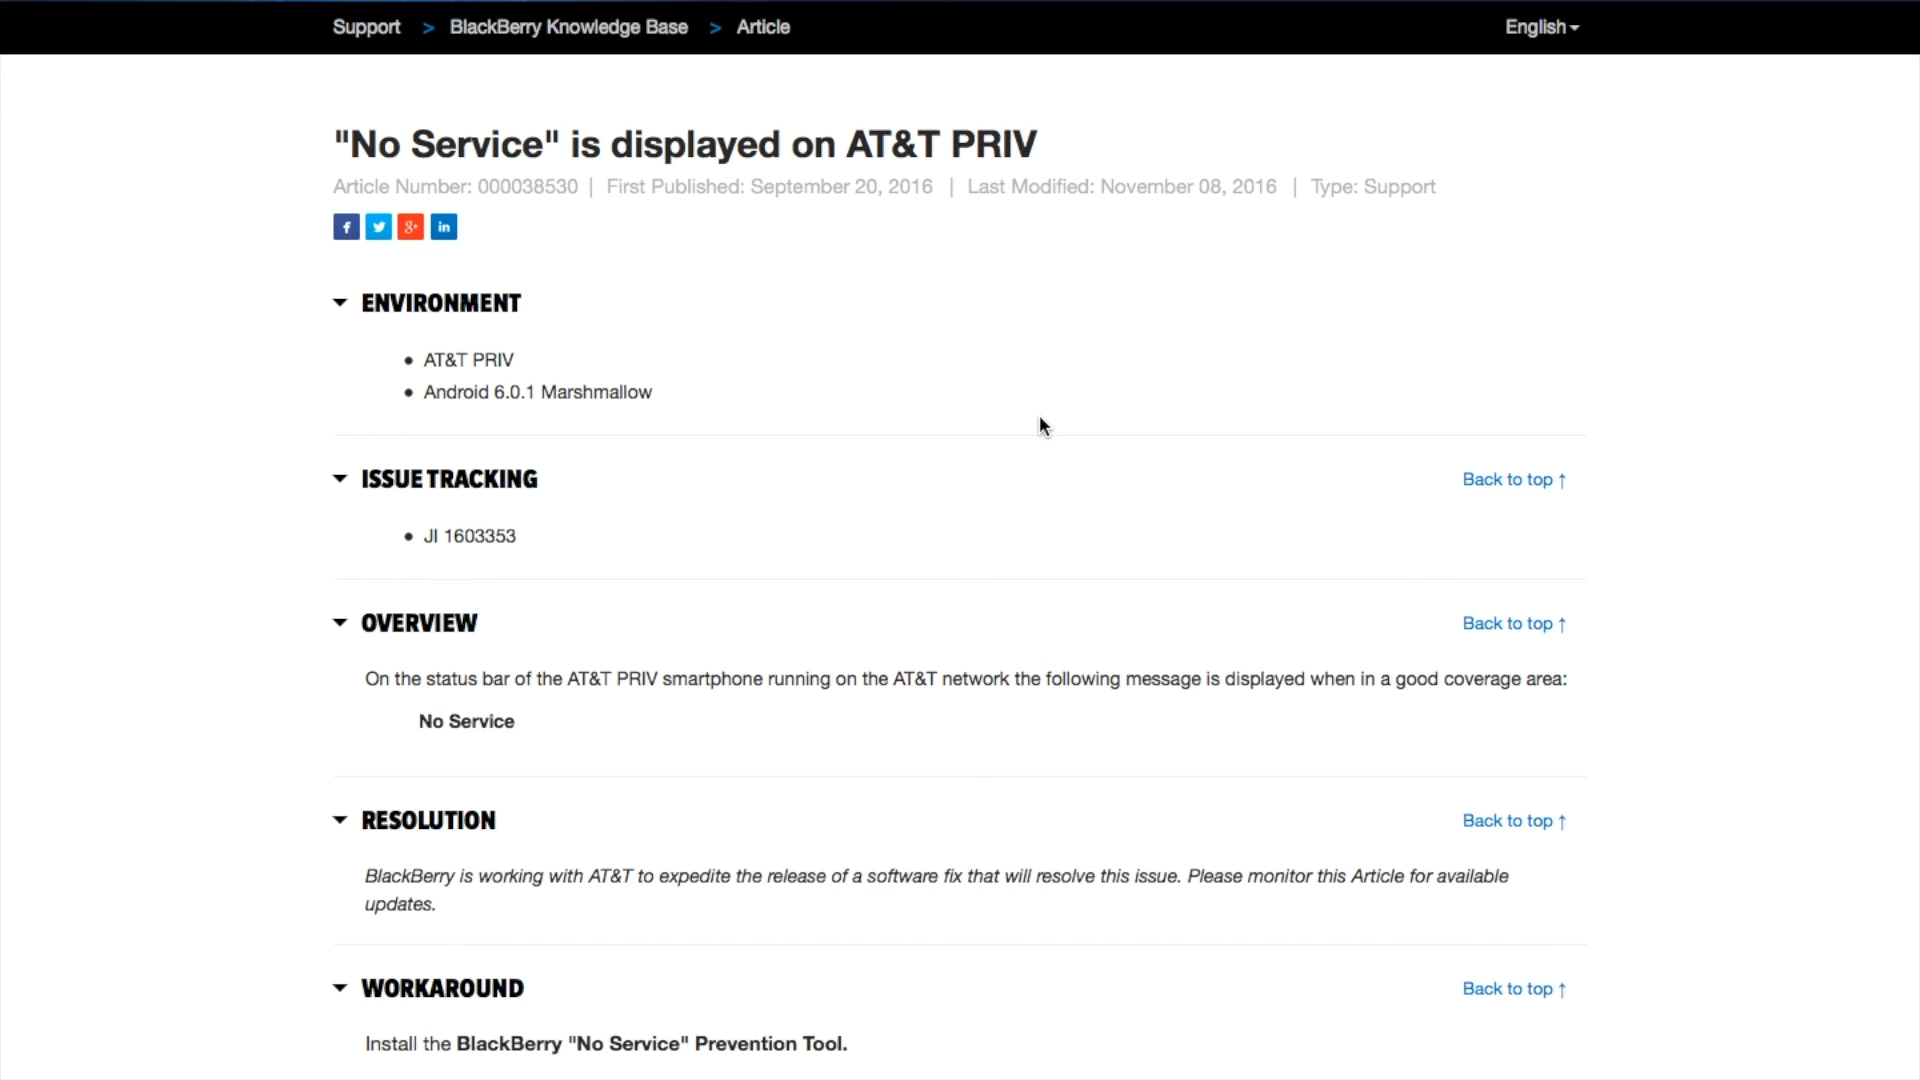 Support > BlackBerry Knowledge Base > Article
English
"No Service" is displayed on AT&T PRIV
Article Number: 000038530 | First Published: September 20, 2016 | Last Modified: November 08, 2016 | Type: Support
f g+ in
ENVIRONMENT
• AT&T PRIV
• Android 6.0.1 Marshmallow
ISSUE TRACKING
Back to top ↑
• JI 1603353
OVERVIEW
Back to top ↑
On the status bar of the AT&T PRIV smartphone running on the AT&T network the following message is displayed when in a good coverage area:
No Service
RESOLUTION
Back to top ↑
BlackBerry is working with AT&T to expedite the release of a software fix that will resolve this issue. Please monitor this Article for available
updates.
WORKAROUND
Back to top ↑
Install the BlackBerry "No Service" Prevention Tool.